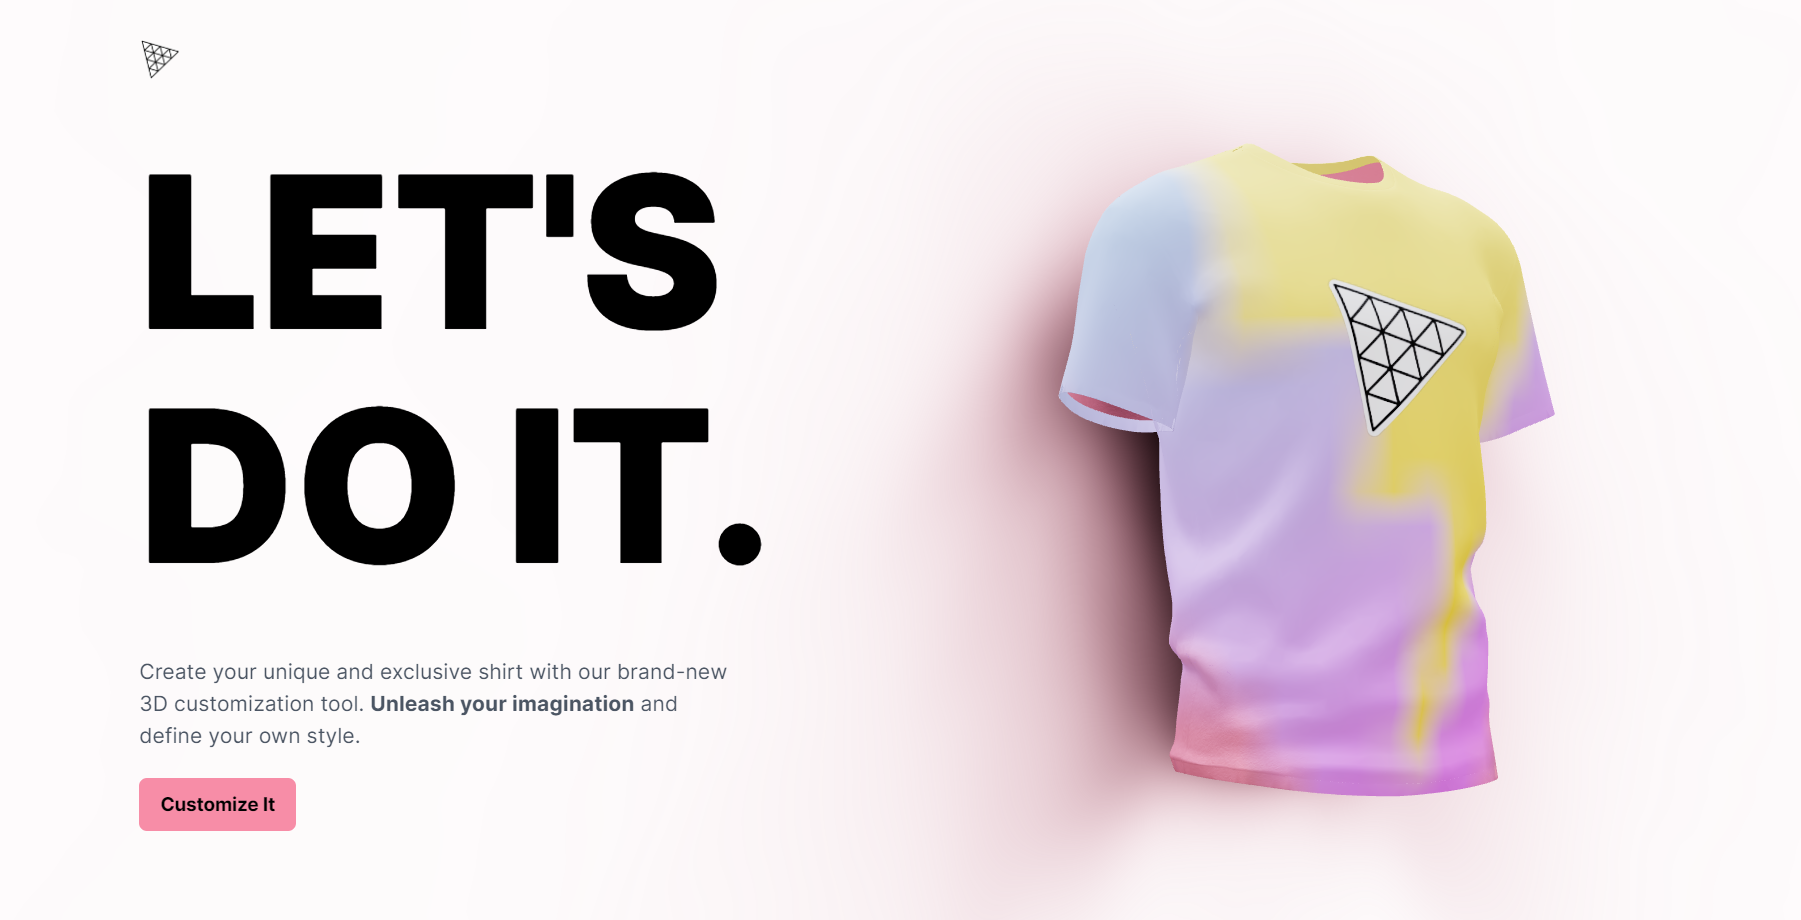 LET'S
DO IT.
Create your unique and exclusive shirt with our brand-new
3D customization tool. Unleash your imagination and
define your own style.
Customize It